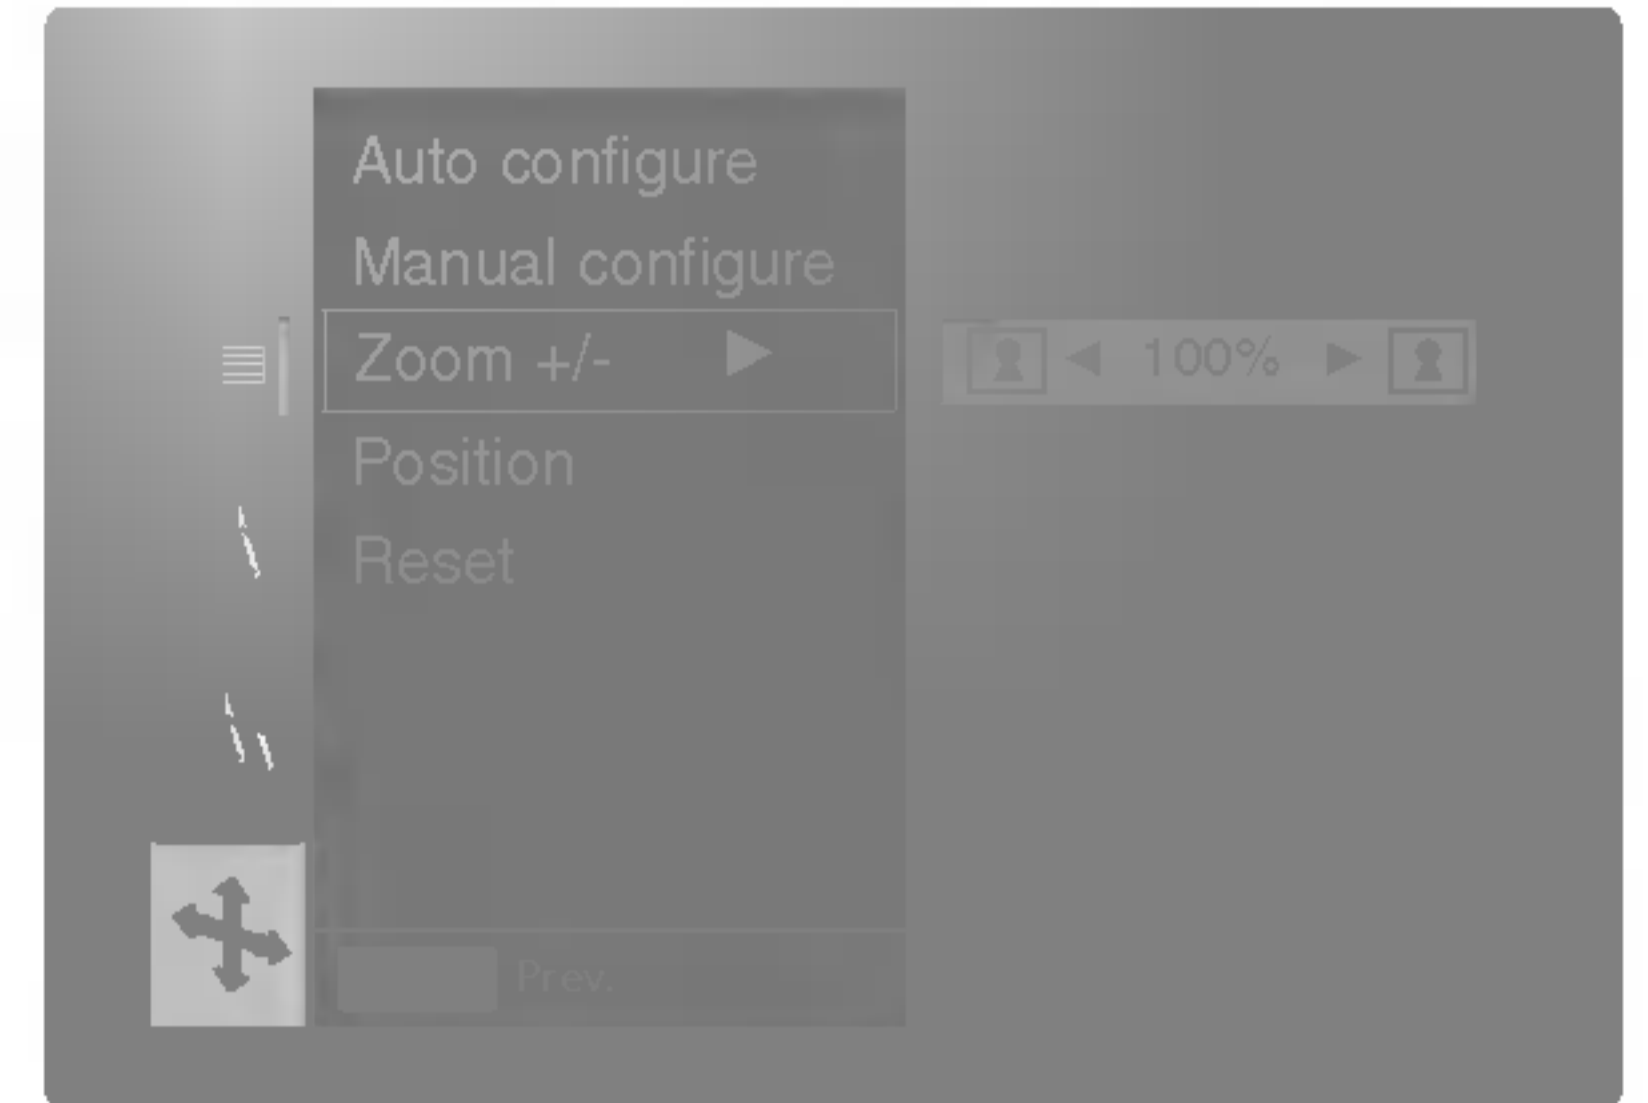 Auto configure
Manual configure
Zoom +/- ▶ ◀ 100% ▶
Position
Reset
Prev.